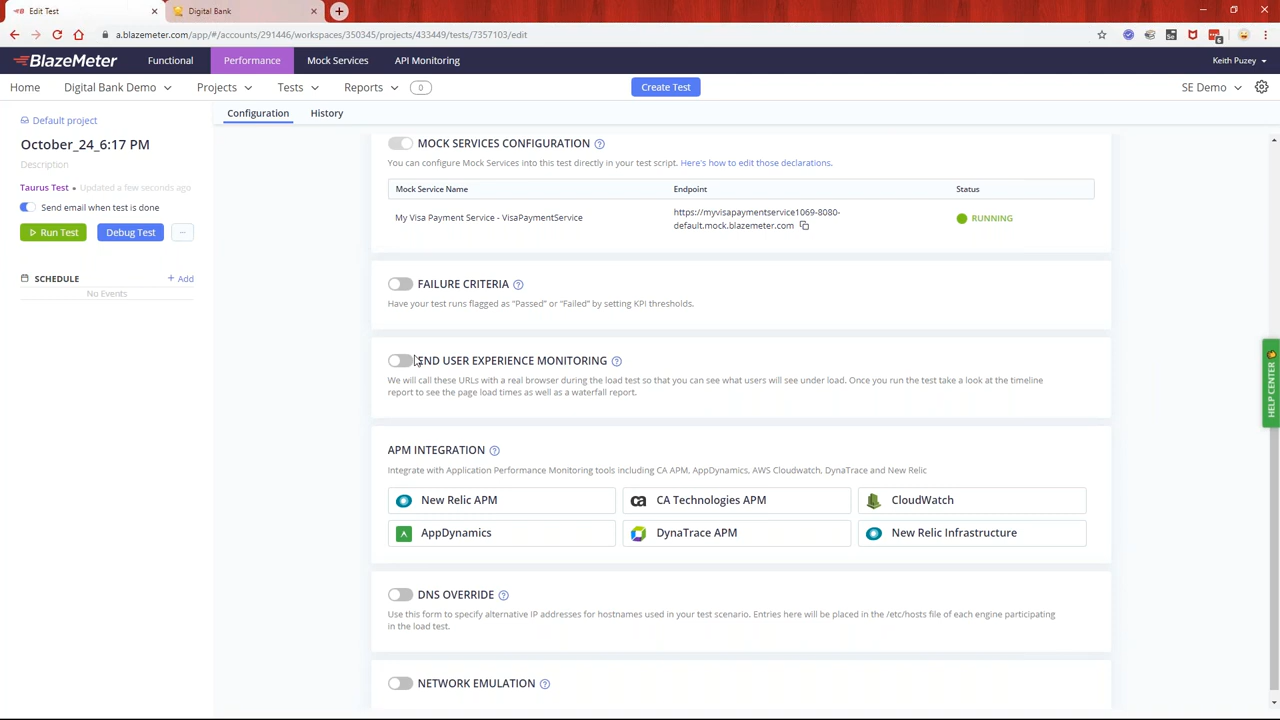 Edit Test
Digital Bank
a.blazemeter.com/app/#/accounts/291446/workspaces/350345/projects/433449/tests/7357103/edit
BlazeMeter
Functional
Performance
Mock Services
API Monitoring
Keith Puzey
Home
Digital Bank Demo
Projects
Tests
Reports
0
Create Test
SE Demo
Configuration
History
Default project
October_24_6:17 PM
Description
Taurus Test • Updated a few seconds ago
Send email when test is done
Run Test
Debug Test
...
SCHEDULE
+ Add
No Events
MOCK SERVICES CONFIGURATION
You can configure Mock Services into this test directly in your test script. Here's how to edit those declarations.
Mock Service Name
Endpoint
Status
My Visa Payment Service - VisaPaymentService
https://myvisapaymentservice1069-8080-
default.mock.blazemeter.com
RUNNING
FAILURE CRITERIA
Have your test runs flagged as "Passed" or "Failed" by setting KPI thresholds.
END USER EXPERIENCE MONITORING
We will call these URLs with a real browser during the load test so that you can see what users will see under load. Once you run the test take a look at the timeline
report to see the page load times as well as a waterfall report.
APM INTEGRATION
Integrate with Application Performance Monitoring tools including CA APM, AppDynamics, AWS Cloudwatch, DynaTrace and New Relic
New Relic APM
CA Technologies APM
CloudWatch
AppDynamics
DynaTrace APM
New Relic Infrastructure
DNS OVERRIDE
Use this form to specify alternative IP addresses for hostnames used in your test scenario. Entries here will be placed in the /etc/hosts file of each engine participating
in the load test.
NETWORK EMULATION
HELP CENTER